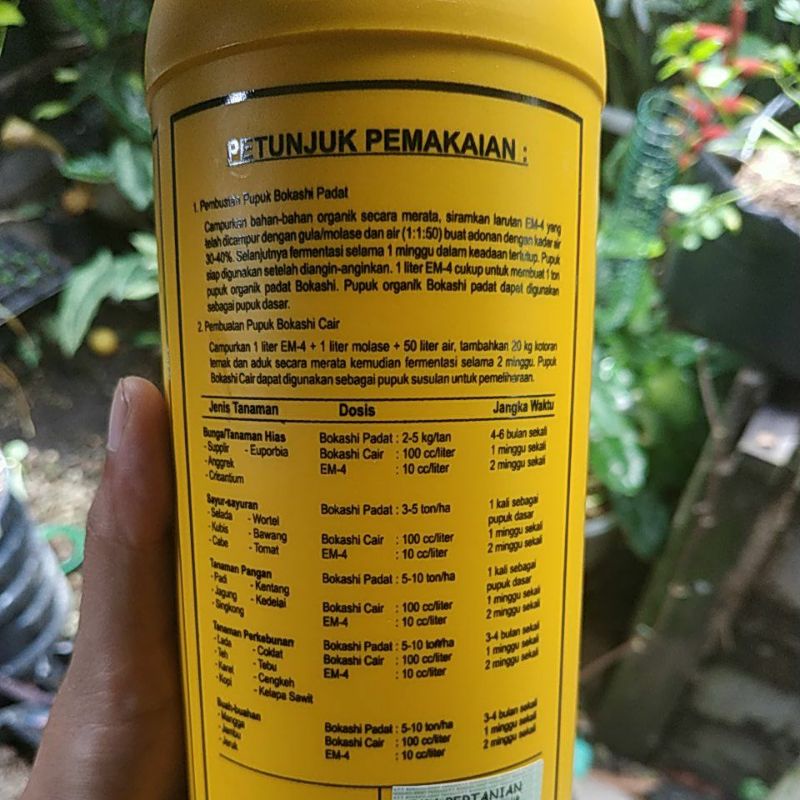 PETUNJUK PEMAKAIAN :
1. Pembuatan Pupuk Bokashi Padat
Campurkan bahan-bahan organik secara merata, siramkan larutan EM-4 yang
telah dicampur dengan gula/molase dan air (1:1:50) buat adonan dengan kadar air
30-40%. Selanjutnya fermentasi selama 1 minggu dalam keadaan tertutup. Pupuk
siap digunakan setelah diangin-anginkan. 1 liter EM-4 cukup untuk membuat 1 ton
pupuk organik padat Bokashi. Pupuk organik Bokashi padat dapat digunakan
sebagai pupuk dasar.
2. Pembuatan Pupuk Bokashi Cair
Campurkan 1 liter EM-4 + 1 liter molase + 50 liter air, tambahkan 20 kg kotoran
ternak dan aduk secara merata kemudian fermentasi selama 2 minggu. Pupuk
Bokashi Cair dapat digunakan sebagai pupuk susulan untuk pemeliharaan.
Jenis Tanaman Dosis Jangka Waktu
Bunga/Tanaman Hias Bokashi Padat : 2-5 kg/tan 4-6 bulan sekali
- Suplir - Euporbia Bokashi Cair : 100 cc/liter 1 minggu sekali
- Anggrek EM-4 : 10 cc/liter 2 minggu sekali
- Crisantium
Sayur-sayuran Bokashi Padat : 3-5 ton/ha 1 kali sebagai
- Selada - Wortel pupuk dasar
- Kubis - Bawang Bokashi Cair : 100 cc/liter 1 minggu sekali
- Cabe - Tomat EM-4 : 10 cc/liter 2 minggu sekali
Tanaman Pangan Bokashi Padat : 5-10 ton/ha 1 kali sebagai
- Padi - Kentang pupuk dasar
- Jagung - Kedelai Bokashi Cair : 100 cc/liter 1 minggu sekali
- Singkong EM-4 : 10 cc/liter 2 minggu sekali
Tanaman Perkebunan Bokashi Padat : 5-10 ton/ha 3-4 bulan sekali
- Lada - Coklat Bokashi Cair : 100 cc/liter 1 minggu sekali
- Teh - Tebu EM-4 : 10 cc/liter 2 minggu sekali
- Karet - Cengkeh
- Kopi - Kelapa Sawit
Buah-buahan Bokashi Padat : 5-10 ton/ha 3-4 bulan sekali
- Mangga Bokashi Cair : 100 cc/liter 1 minggu sekali
- Jambu EM-4 : 10 cc/liter 2 minggu sekali
- Jeruk
PERTANIAN